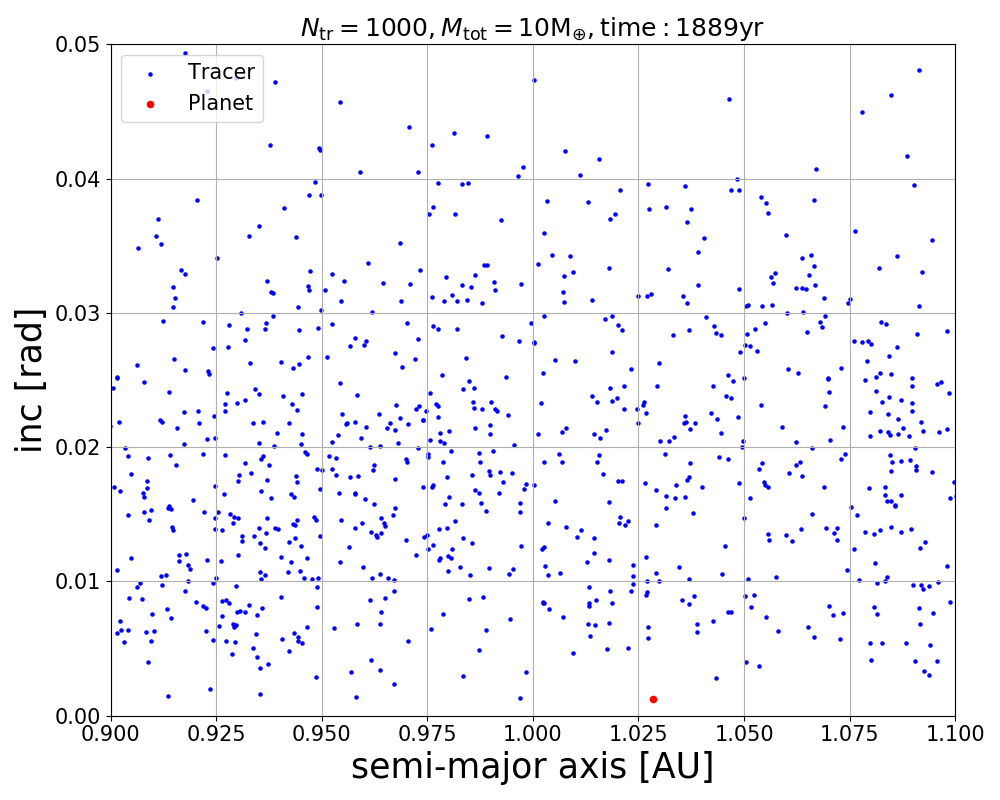 N_tr = 1000, M_tot = 10M_⊕, time : 1889yr
Tracer
Planet
inc [rad]
0.05
0.04
0.03
0.02
0.01
0.00
0.900 0.925 0.950 0.975 1.000 1.025 1.050 1.075 1.100
semi-major axis [AU]